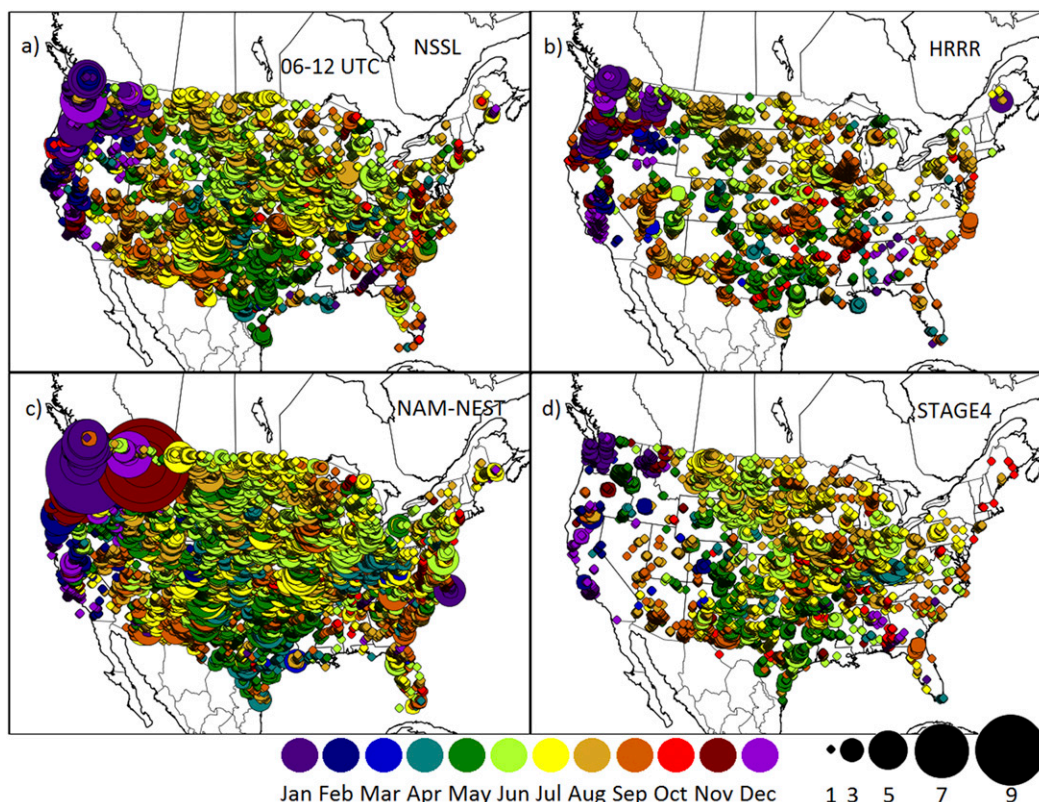 a)
NSSL
06-12 UTC
b)
HRRR
c)
NAM-NEST
d)
STAGE4
Jan Feb Mar Apr May Jun Jul Aug Sep Oct Nov Dec
1 3 5 7 9